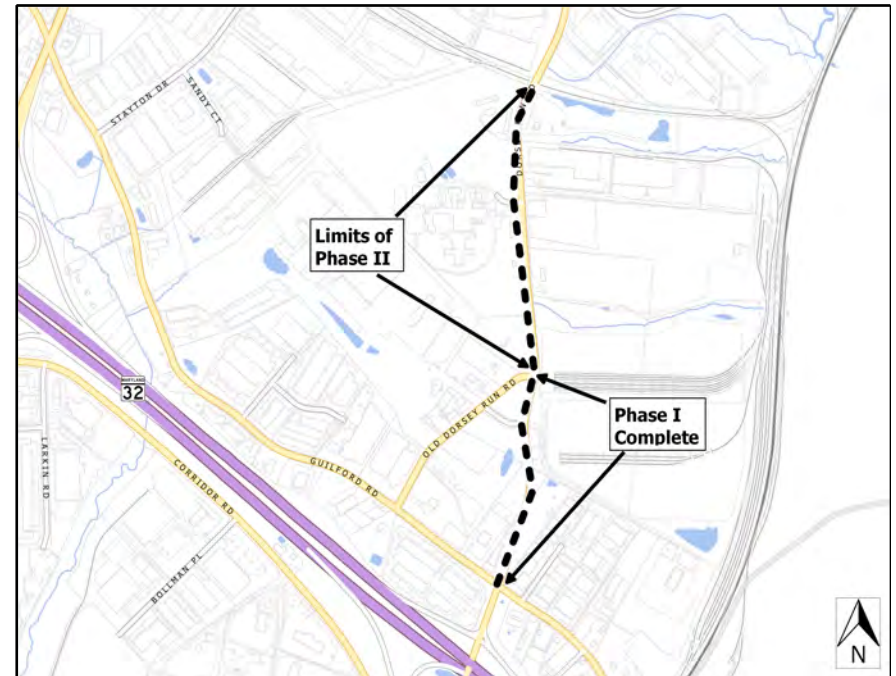 STAYTON DR
SANDY CT
DORS
Limits of
Phase II
MARYLAND
32
OLD DORSEY RUN RD
Phase I
Complete
LARKIN RD
CORRIDOR RD
GUILFORD RD
BOLLMAN PL
N